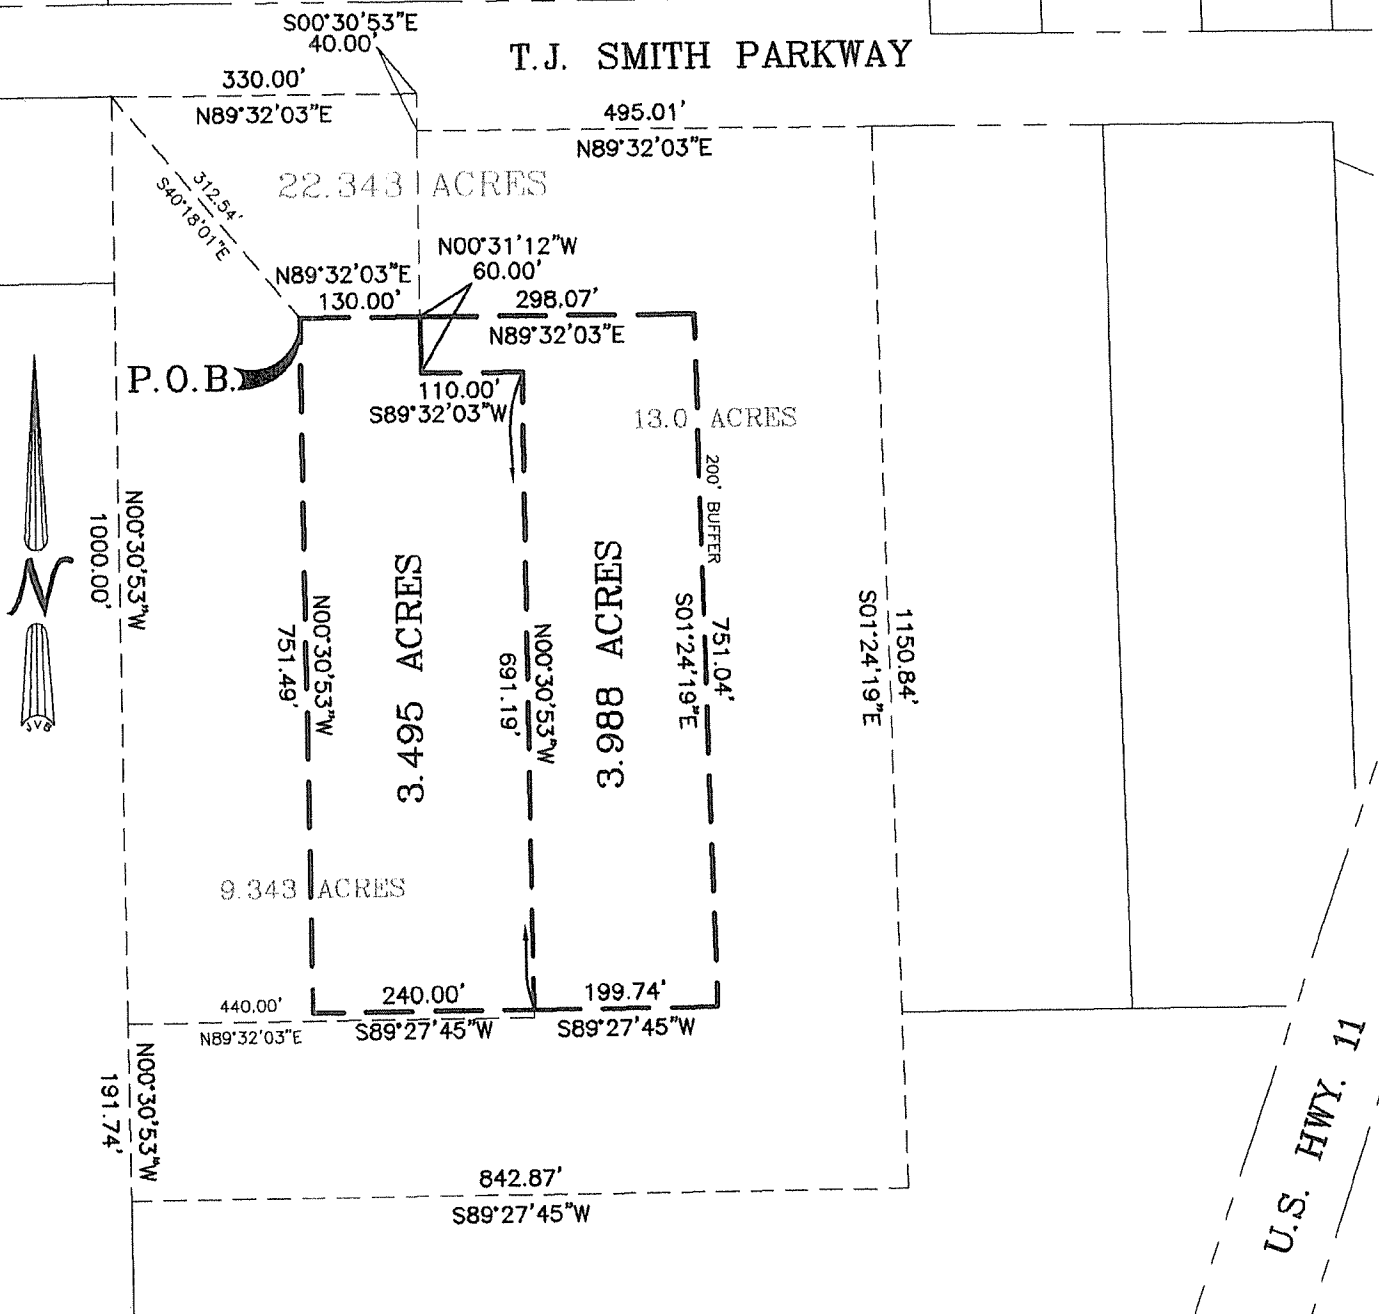 S00°30'53"E
40.00'
T.J. SMITH PARKWAY
330.00'
N89°32'03"E
495.01'
N89°32'03"E
312.54'
S40°18'01"E
22.343 ACRES
N00°31'12"W
60.00'
N89°32'03"E
130.00'
298.07'
N89°32'03"E
P.O.B.
110.00'
S89°32'03"W
13.0 ACRES
200' BUFFER
N00°30'53"W
1000.00'
N
JVB
N00°30'53"W
751.49'
3.495 ACRES
N00°30'53"W
691.19'
3.988 ACRES
751.04'
S01°24'19"E
1150.84'
S01°24'19"E
9.343 ACRES
440.00'
N89°32'03"E
240.00'
S89°27'45"W
199.74'
S89°27'45"W
N00°30'53"W
191.74'
842.87'
S89°27'45"W
U.S. HWY. 11